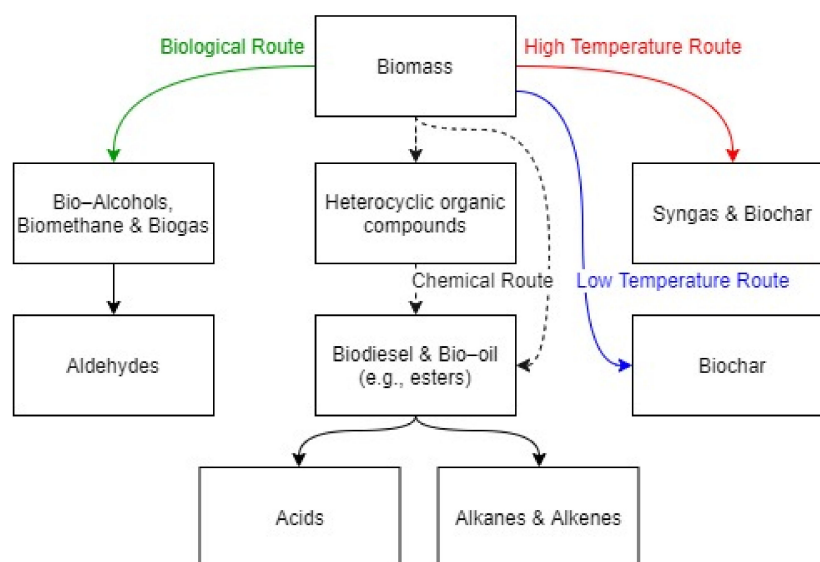 Biological Route
Biomass
High Temperature Route
Bio–Alcohols,
Biomethane & Biogas
Heterocyclic organic
compounds
Syngas & Biochar
Chemical Route
Low Temperature Route
Aldehydes
Biodiesel & Bio–oil
(e.g., esters)
Biochar
Acids
Alkanes & Alkenes